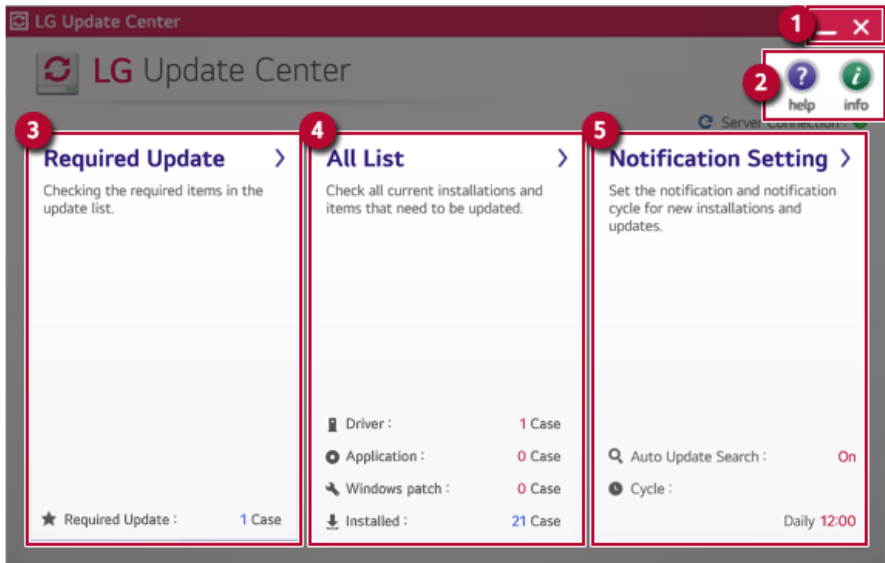 LG Update Center
1
LG Update Center
2
? i
help info
Server Connection :
3
Required Update >
Checking the required items in the
update list.
Required Update : 1 Case
4
All List >
Check all current installations and
items that need to be updated.
Driver : 1 Case
Application : 0 Case
Windows patch : 0 Case
Installed : 21 Case
5
Notification Setting >
Set the notification and notification
cycle for new installations and
updates.
Auto Update Search : On
Cycle :
Daily 12:00